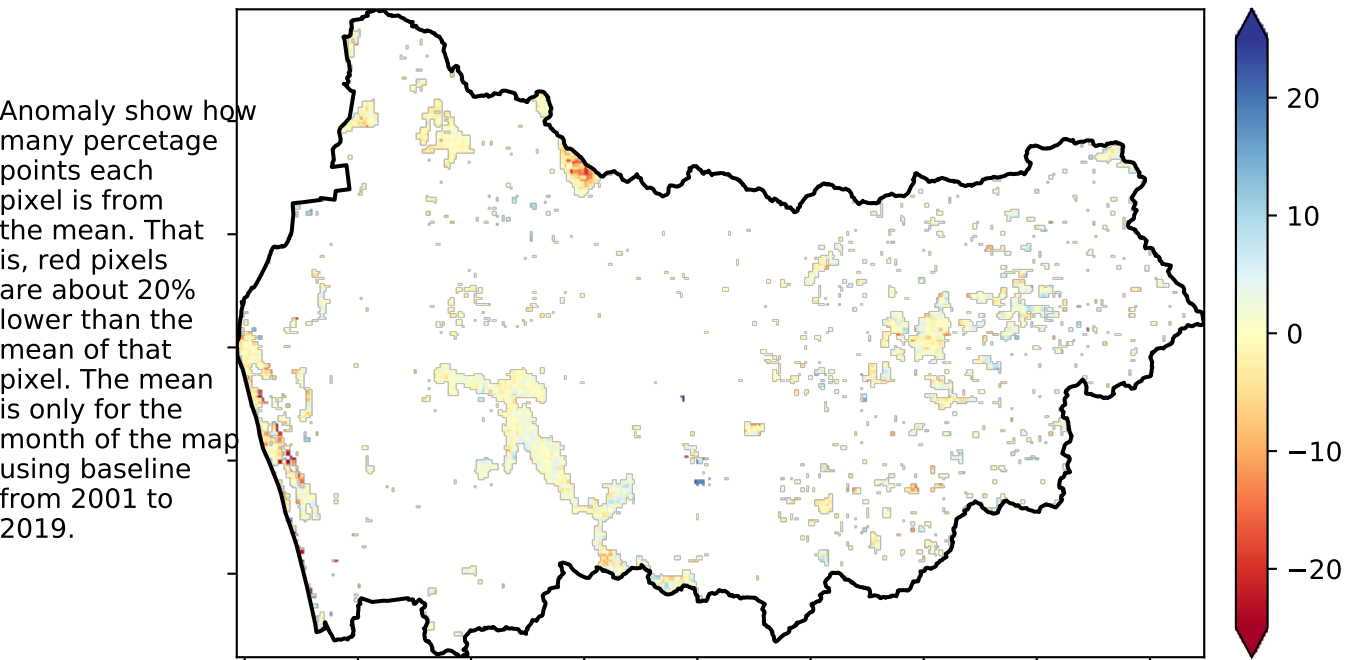 Anomaly show how
many percetage
points each
pixel is from
the mean. That
is, red pixels
are about 20%
lower than the
mean of that
pixel. The mean
is only for the
month of the map
using baseline
from 2001 to
2019.
20
10
0
−10
−20